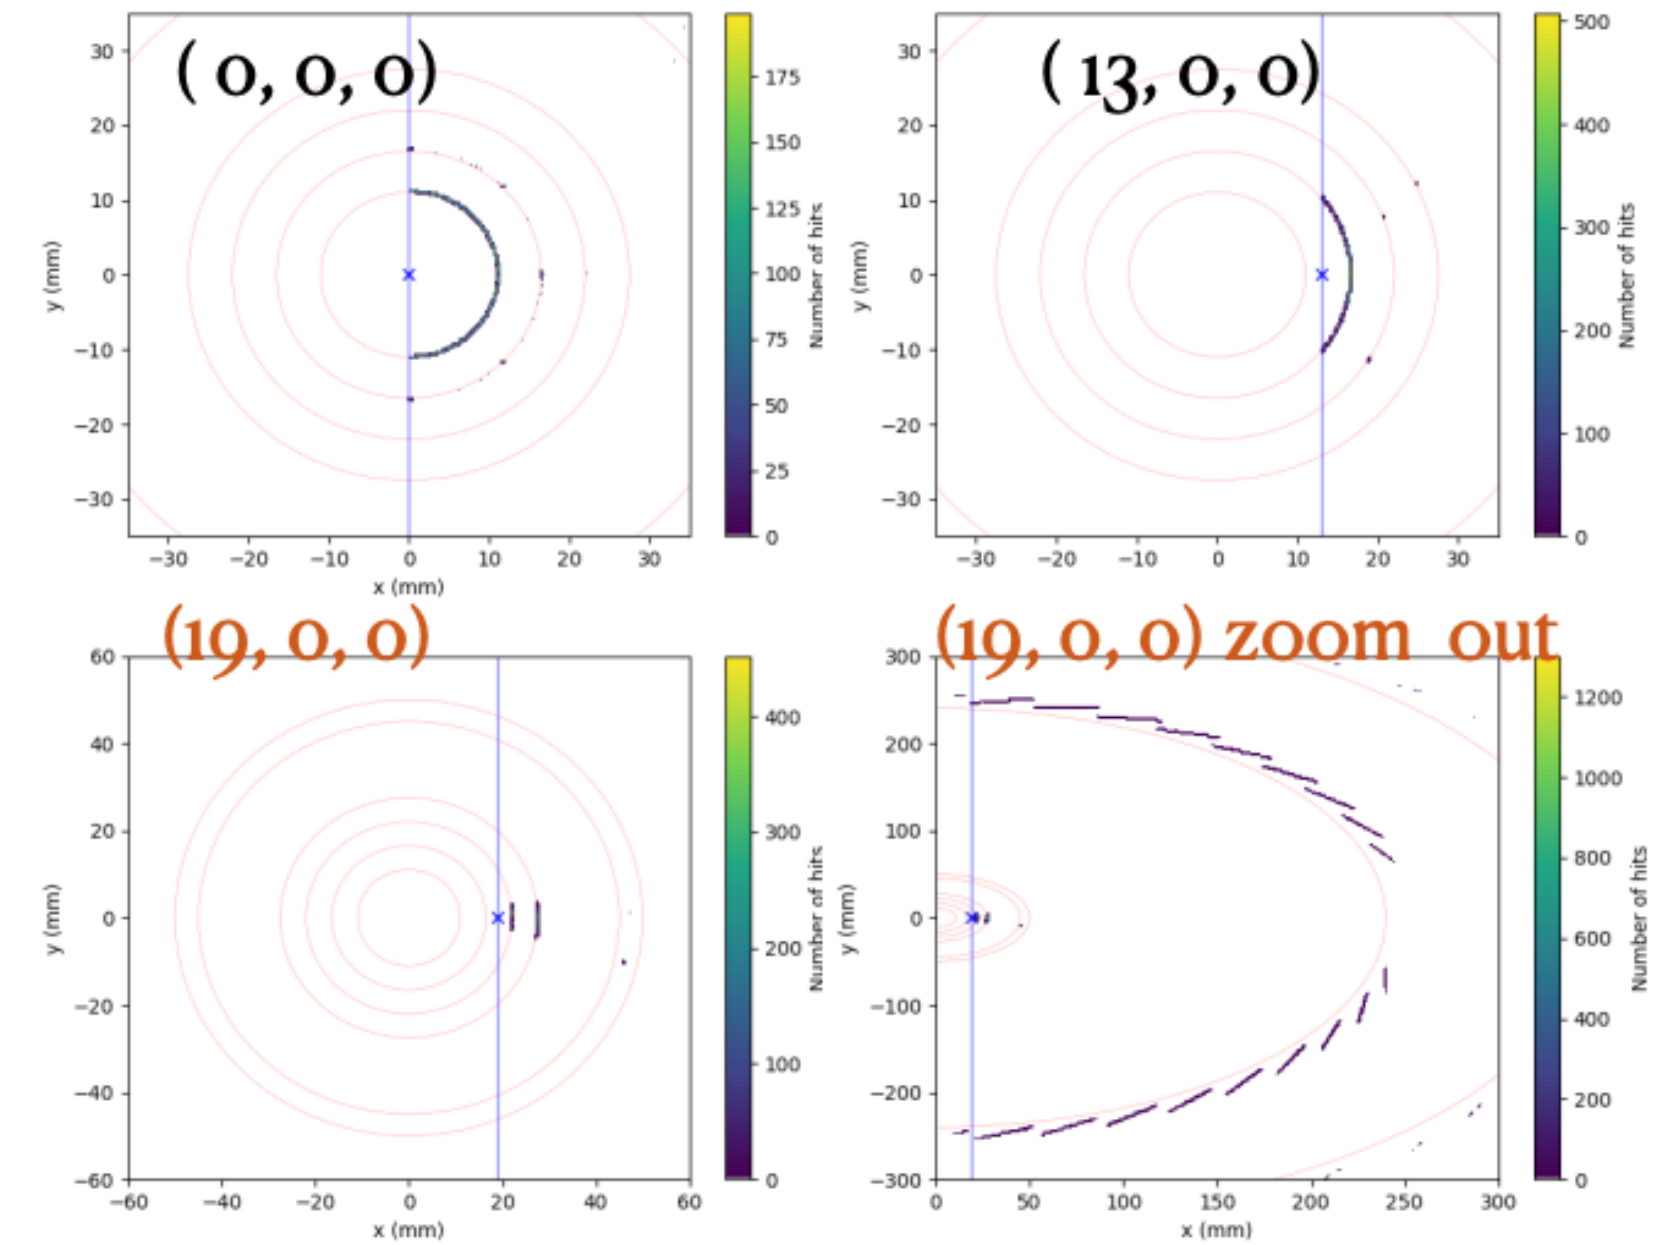 ( 0, 0, 0)
30
20
10
0
−10
−20
−30
y (mm)
−30 −20 −10 0 10 20 30
x (mm)
175
150
125
100
75
50
25
0
Number of hits
( 13, 0, 0)
30
20
10
0
−10
−20
−30
y (mm)
−30 −20 −10 0 10 20 30
500
400
300
200
100
0
Number of hits
(19, 0, 0)
60
40
20
0
−20
−40
−60
y (mm)
−60 −40 −20 0 20 40 60
x (mm)
400
300
200
100
0
Number of hits
(19, 0, 0) zoom out
300
200
100
0
−100
−200
−300
y (mm)
0 50 100 150 200 250 300
x (mm)
1200
1000
800
600
400
200
0
Number of hits